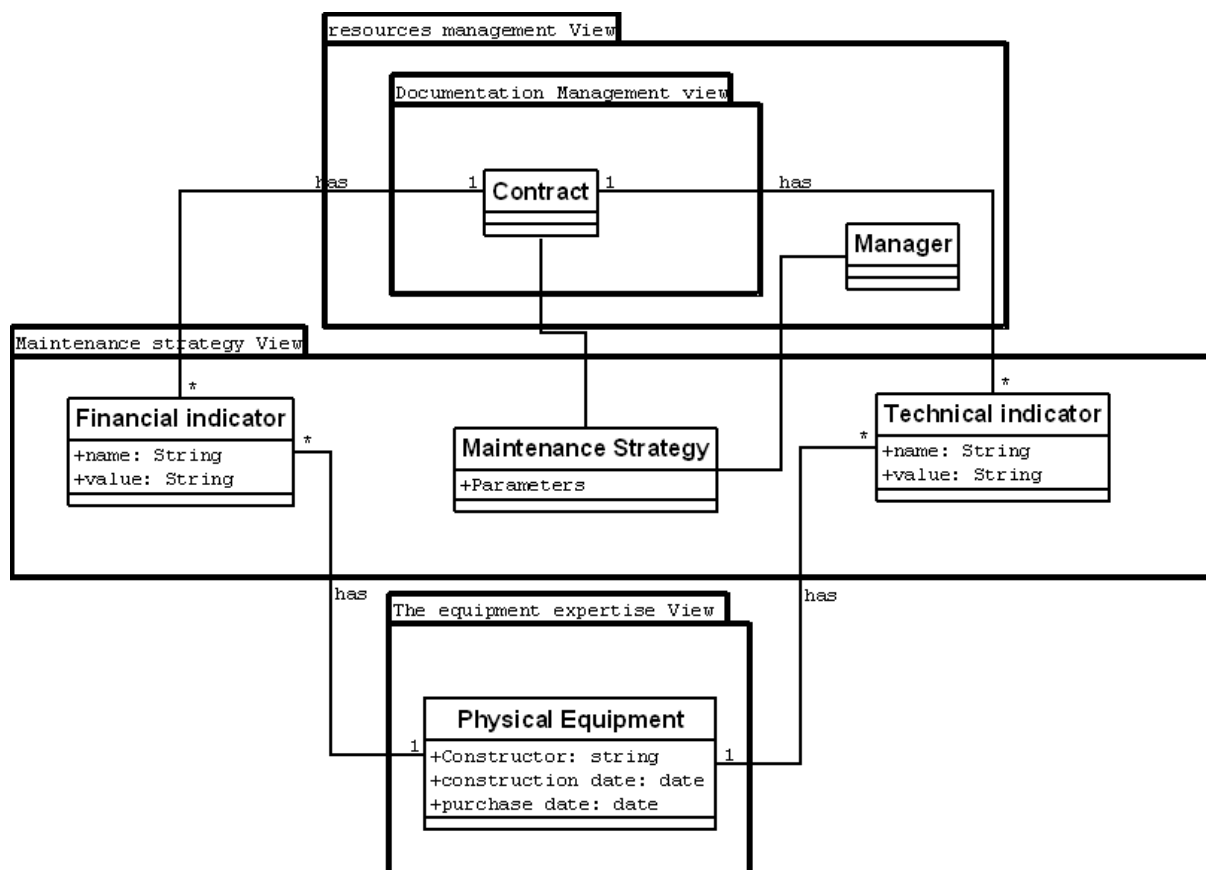 resources management View
Documentation Management view
has
1
Contract
1
has
Manager
Maintenance strategy View
*
*
Financial indicator
+name: String
+value: String
*
Maintenance Strategy
+Parameters
Technical indicator
+name: String
+value: String
*
has
has
The equipment expertise View
Physical Equipment
+Constructor: string
+construction date: date
+purchase date: date
1
1